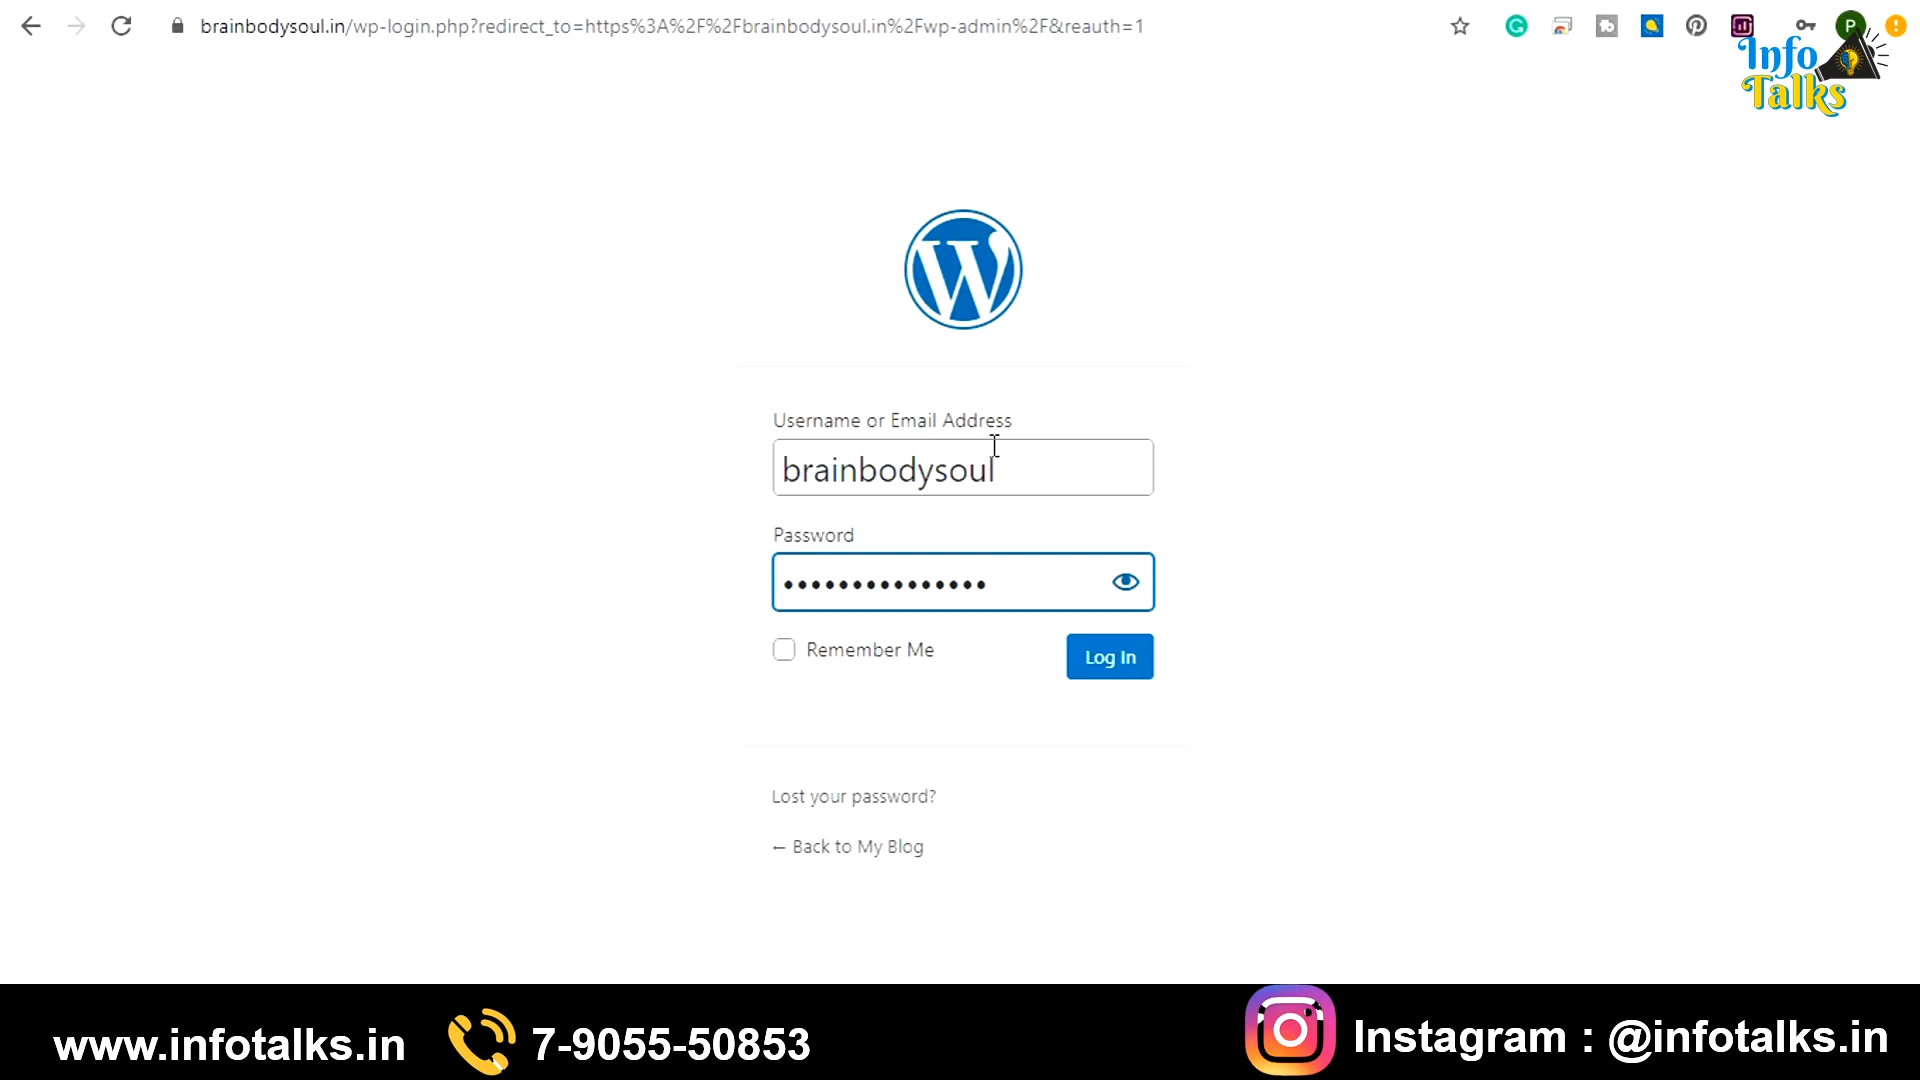 brainbodysoul.in/wp-login.php?redirect_to=https%3A%2F%2Fbrainbodysoul.in%2Fwp-admin%2F&reauth=1
P
Info
Talks
W
Username or Email Address
brainbodysoul
Password
•••••••••••••••
Remember Me
Log In
Lost your password?
← Back to My Blog
www.infotalks.in
7-9055-50853
Instagram : @infotalks.in